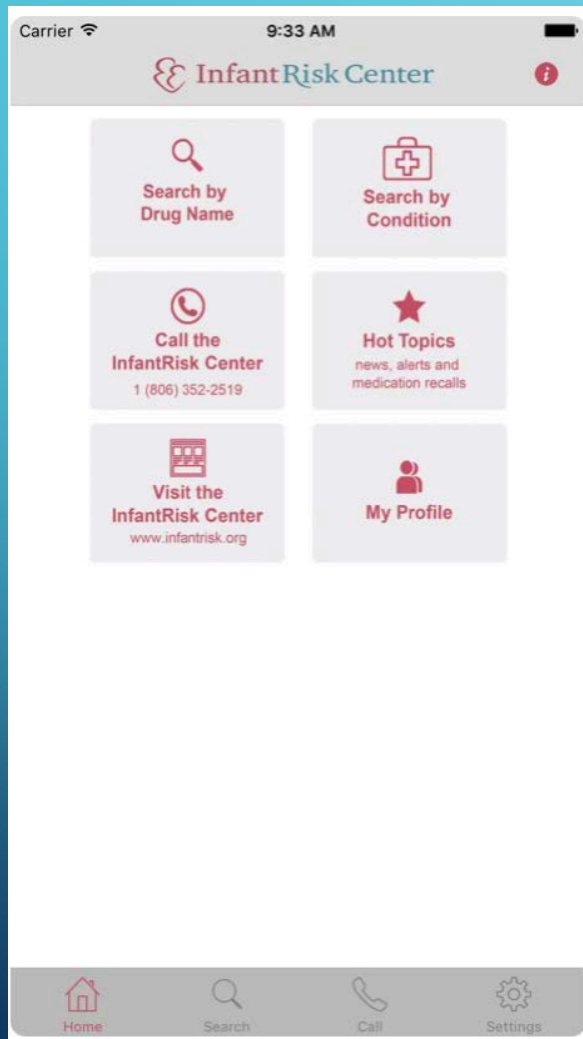 Carrier 9:33 AM
InfantRisk Center
Search by
Drug Name
Search by
Condition
Call the
InfantRisk Center
1 (806) 352-2519
Hot Topics
news, alerts and
medication recalls
Visit the
InfantRisk Center
www.infantrisk.org
My Profile
Home Search Call Settings